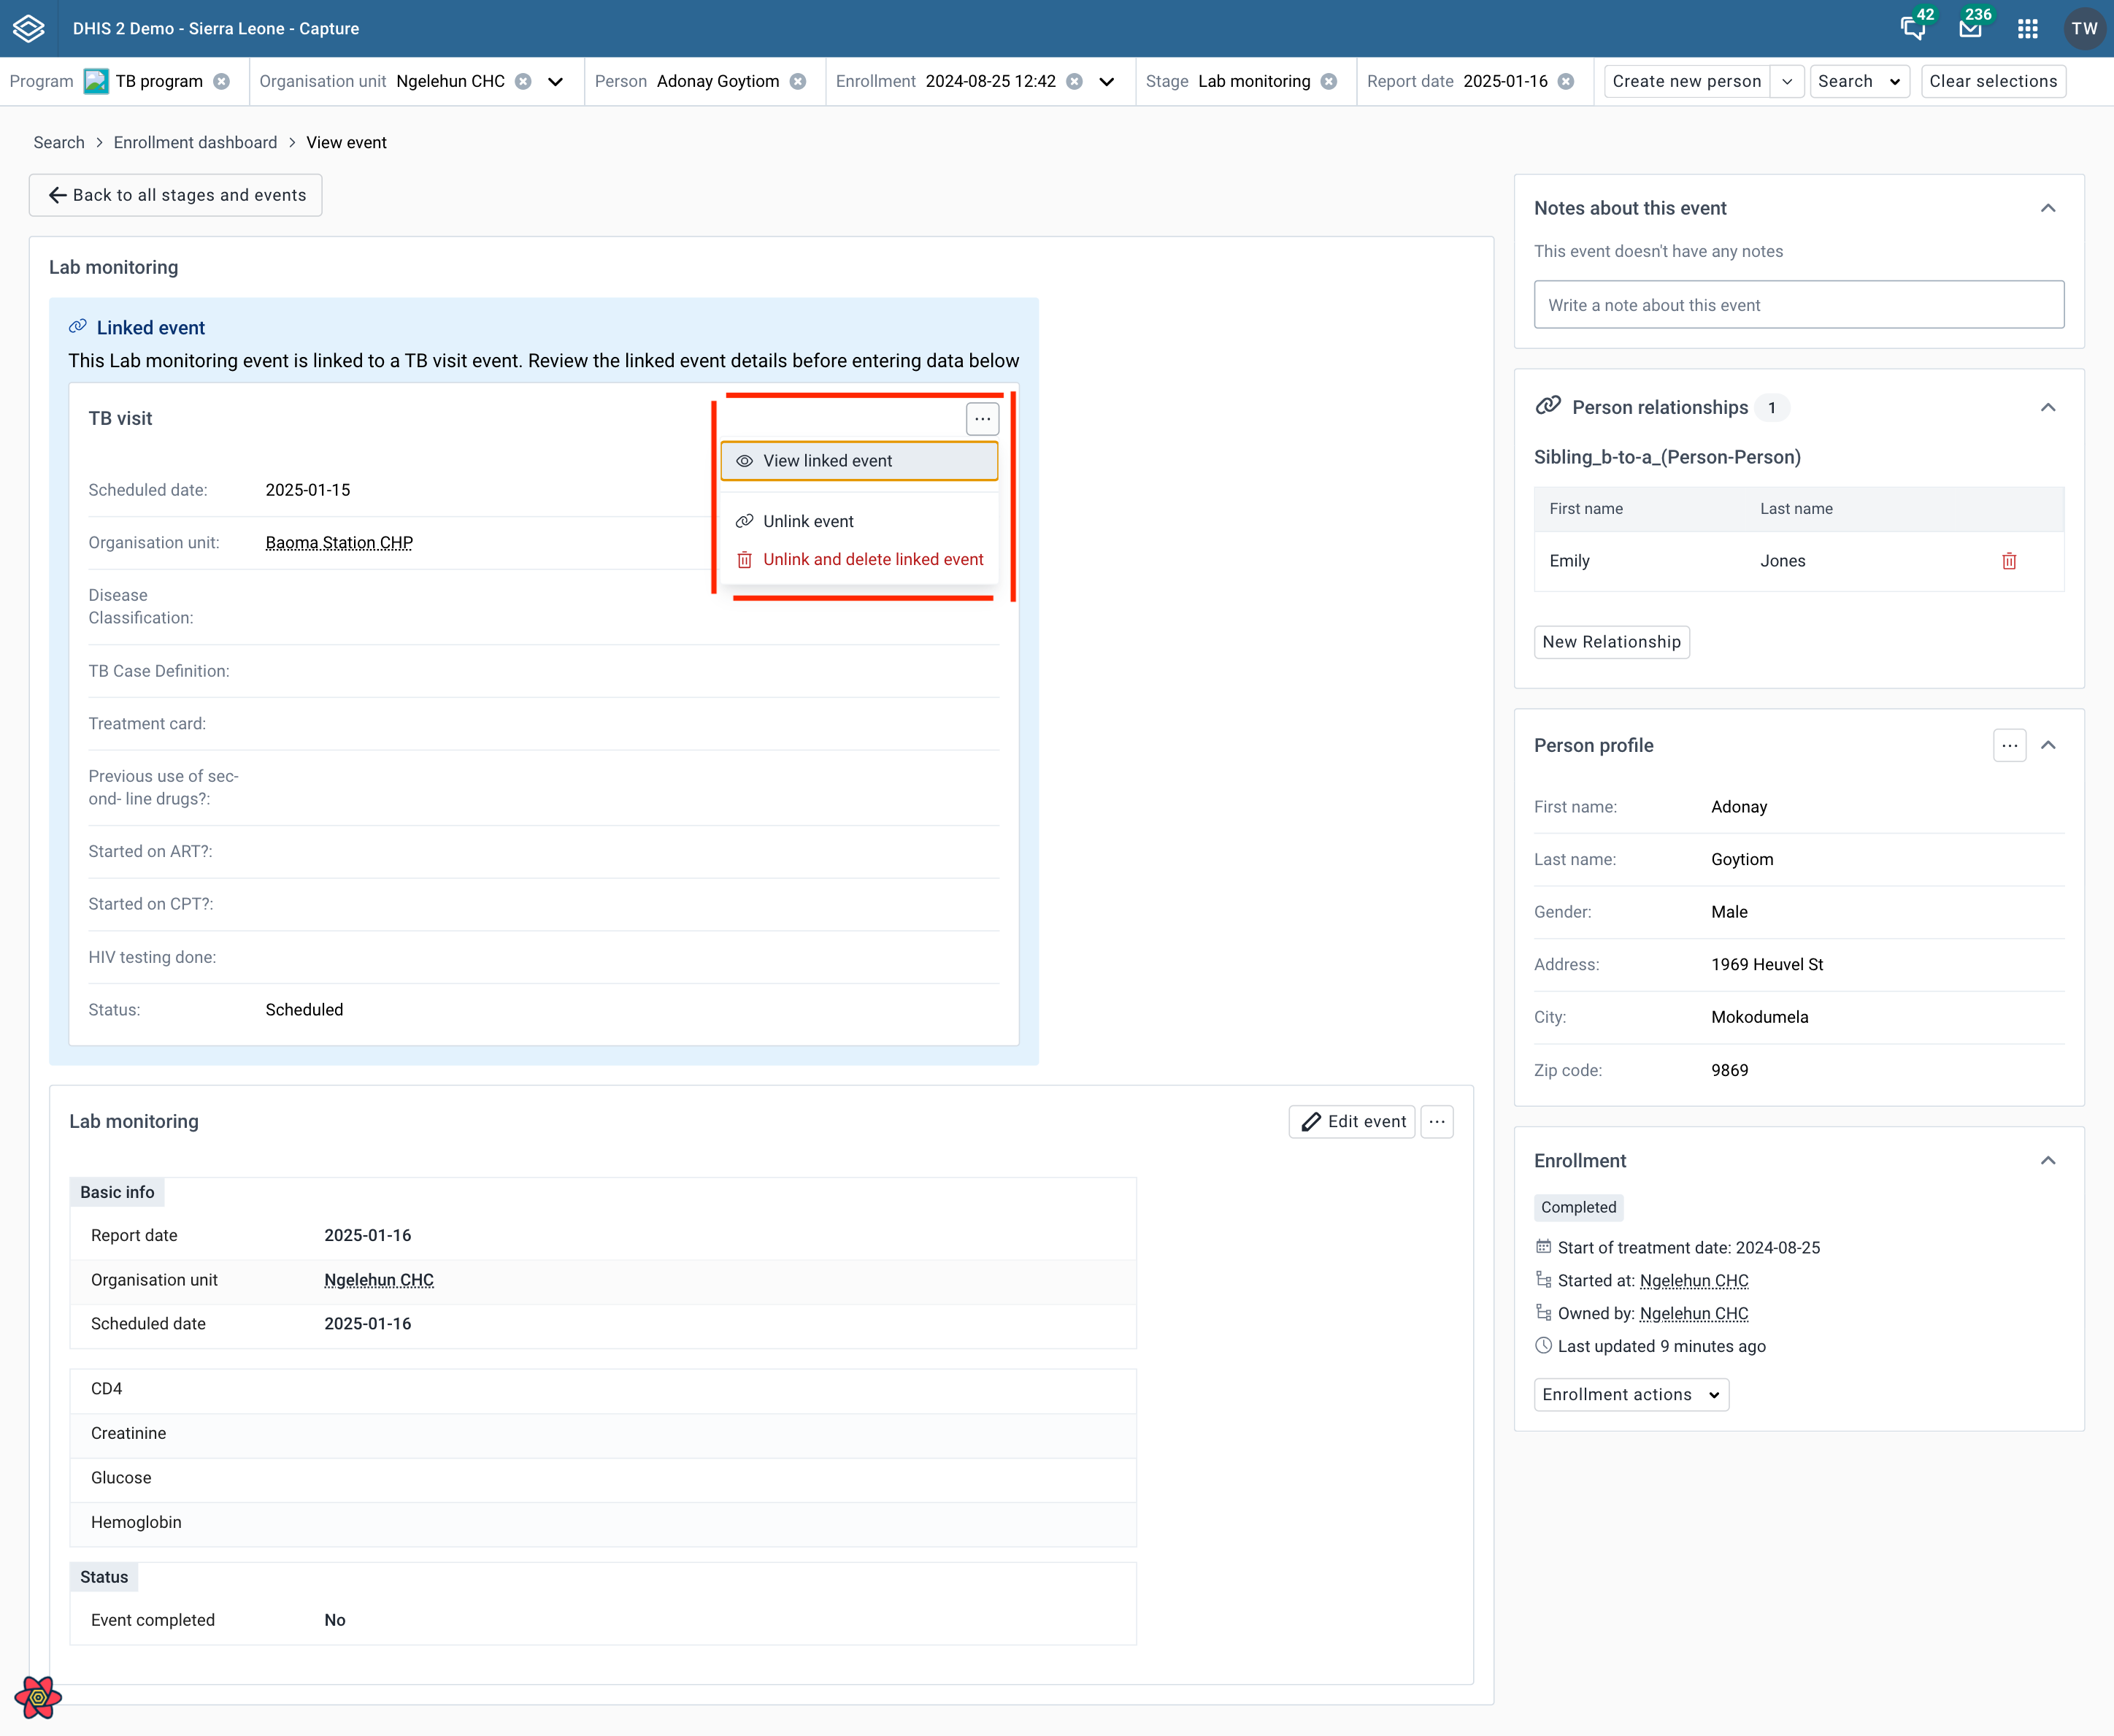 DHIS 2 Demo - Sierra Leone - Capture
42
236
TW
Program TB program
Organisation unit Ngelehun CHC
Person Adonay Goytiom
Enrollment 2024-08-25 12:42
Stage Lab monitoring
Report date 2025-01-16
Create new person
Search
Clear selections
Search > Enrollment dashboard > View event
Back to all stages and events
Lab monitoring
Linked event
This Lab monitoring event is linked to a TB visit event. Review the linked event details before entering data below
TB visit
View linked event
Unlink event
Unlink and delete linked event
Scheduled date: 2025-01-15
Organisation unit: Baoma Station CHP
Disease
Classification:
TB Case Definition:
Treatment card:
Previous use of sec-
ond- line drugs?:
Started on ART?:
Started on CPT?:
HIV testing done:
Status: Scheduled
Lab monitoring
Edit event
Basic info
Report date 2025-01-16
Organisation unit Ngelehun CHC
Scheduled date 2025-01-16
CD4
Creatinine
Glucose
Hemoglobin
Status
Event completed No
Notes about this event
This event doesn't have any notes
Write a note about this event
Person relationships 1
Sibling_b-to-a_(Person-Person)
First name Last name
Emily Jones
New Relationship
Person profile
First name: Adonay
Last name: Goytiom
Gender: Male
Address: 1969 Heuvel St
City: Mokodumela
Zip code: 9869
Enrollment
Completed
Start of treatment date: 2024-08-25
Started at: Ngelehun CHC
Owned by: Ngelehun CHC
Last updated 9 minutes ago
Enrollment actions